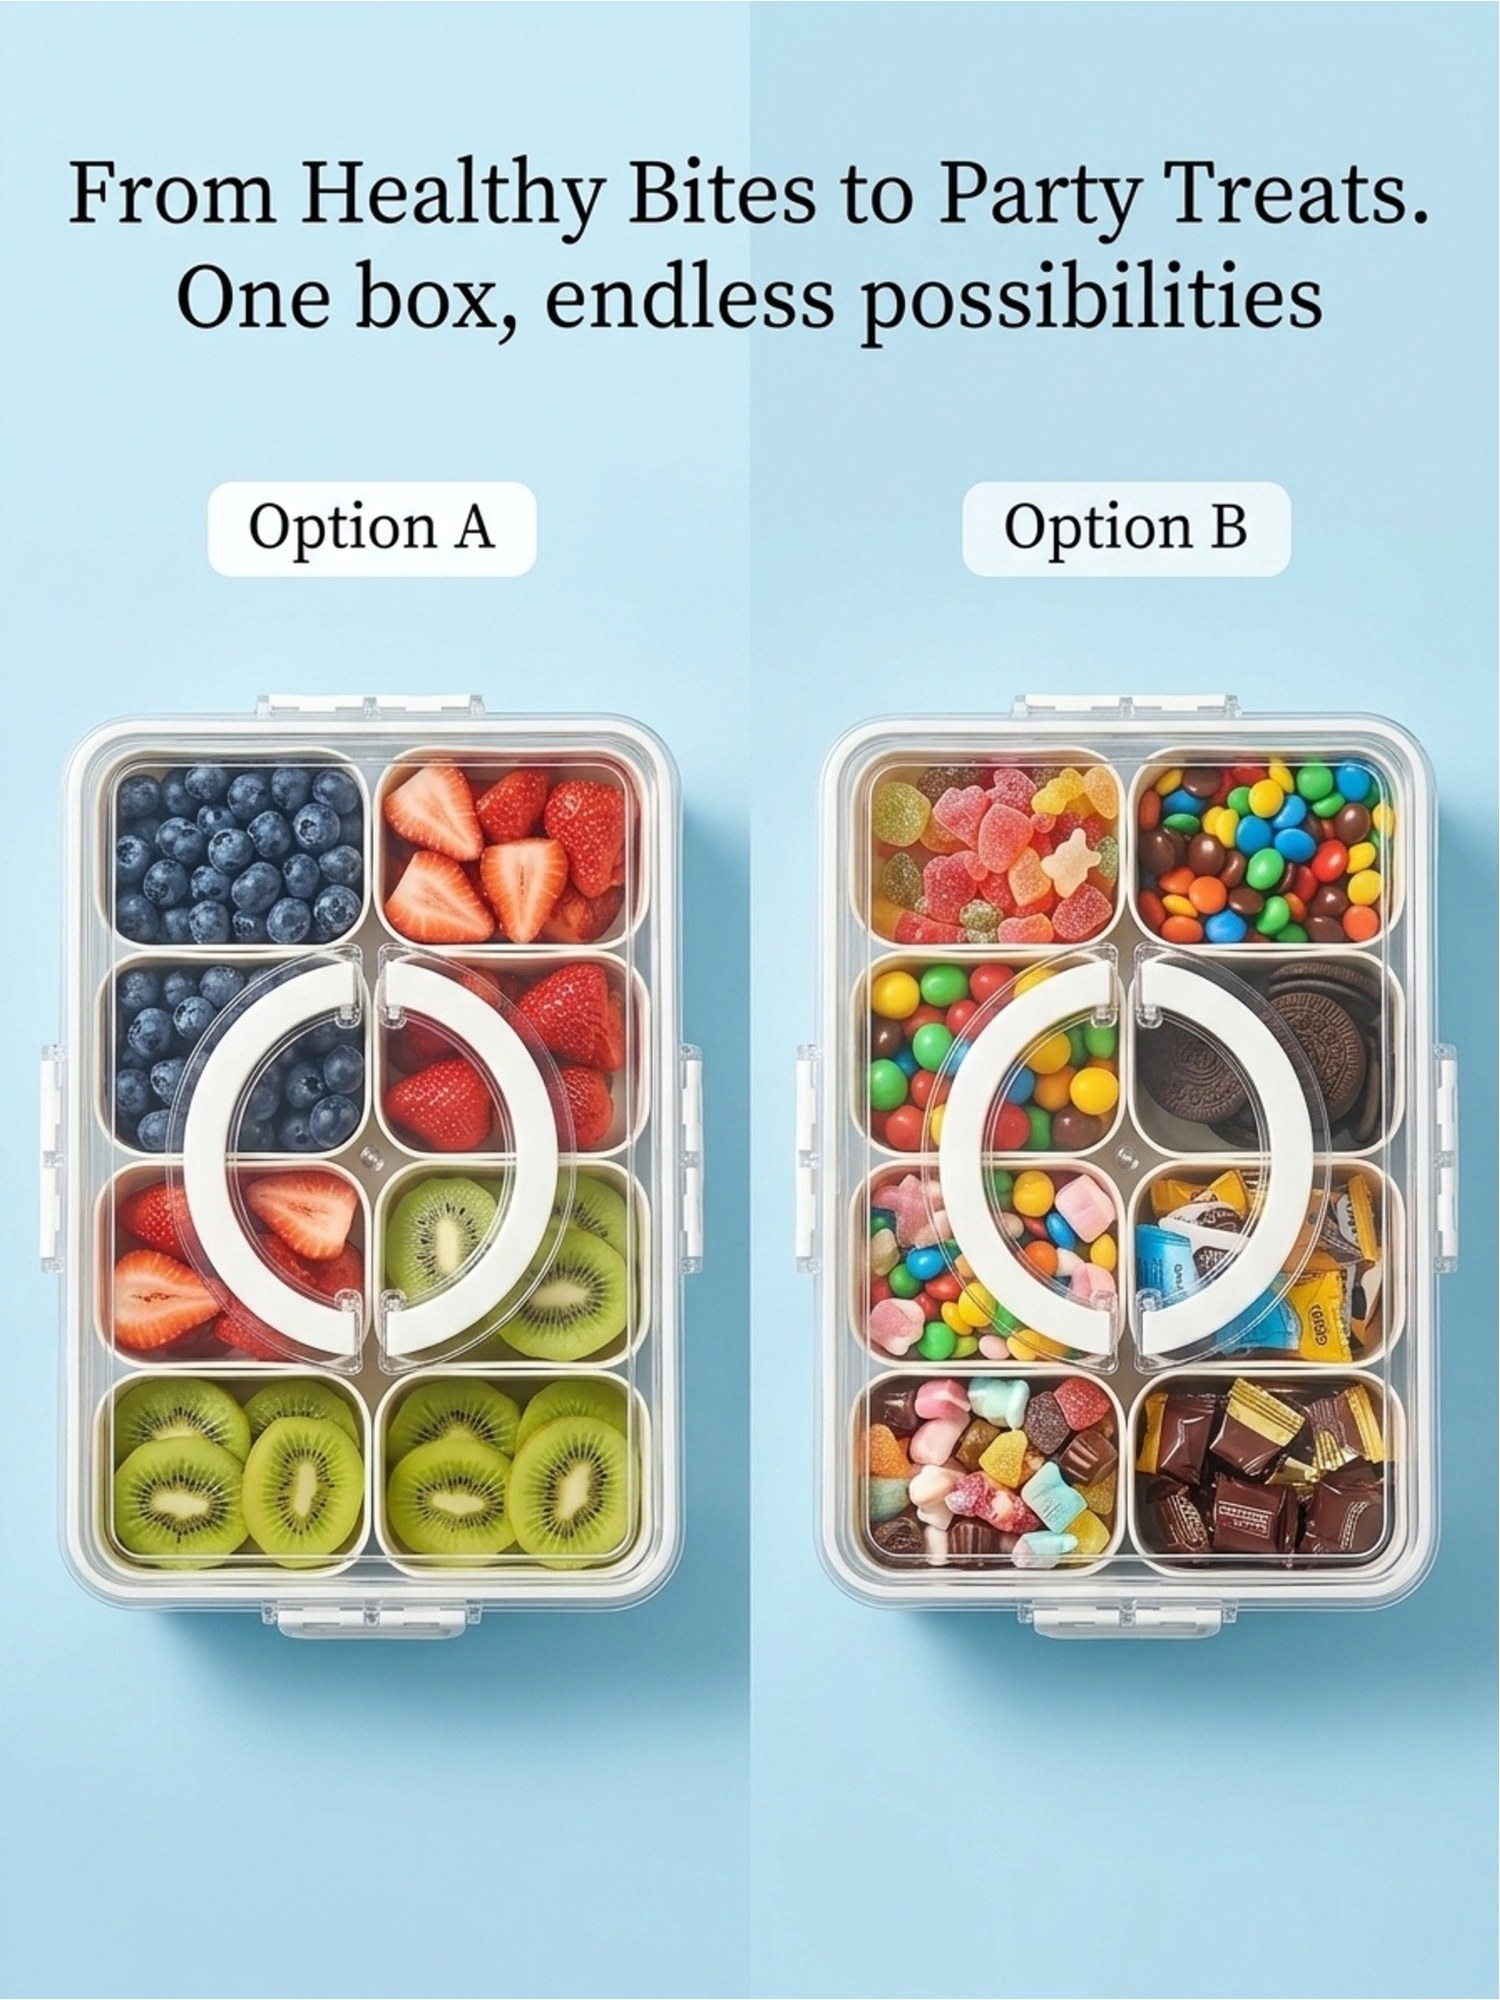 From Healthy Bites to Party Treats.
One box, endless possibilities
Option A
Option B